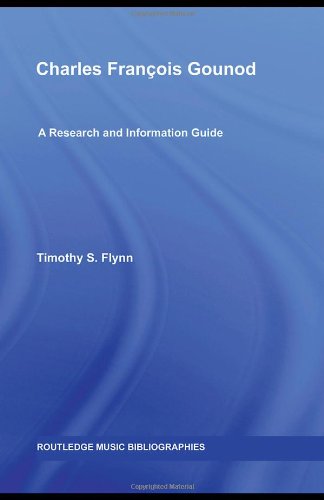 Charles François Gounod
A Research and Information Guide
Timothy S. Flynn
ROUTLEDGE MUSIC BIBLIOGRAPHIES